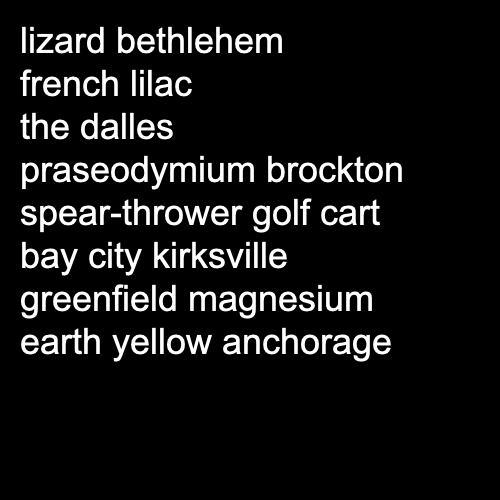 lizard bethlehem
french lilac
the dalles
praseodymium brockton
spear-thrower golf cart
bay city kirksville
greenfield magnesium
earth yellow anchorage